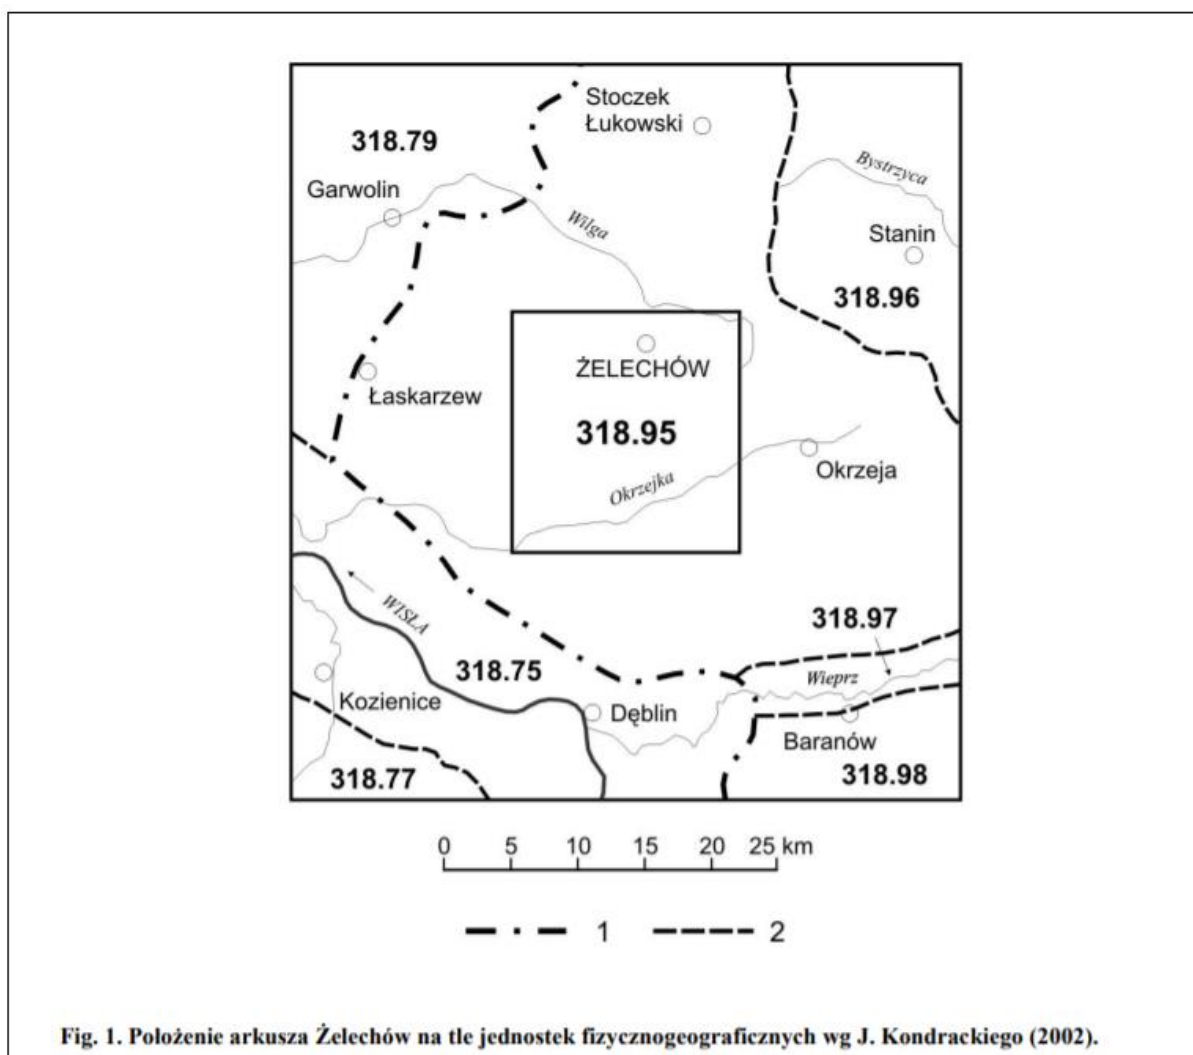 Stoczek
Łukowski
318.79
Bystrzyca
Garwolin
Wilga
Stanin
318.96
ŻELECHÓW
Łaskarzew
318.95
Okrzeja
Okrzejka
WISŁA
318.97
318.75
Wieprz
Kozienice
Dęblin
Baranów
318.77
318.98
0 5 10 15 20 25 km
1 2
Fig. 1. Położenie arkusza Żelechów na tle jednostek fizycznogeograficznych wg J. Kondrackiego (2002).